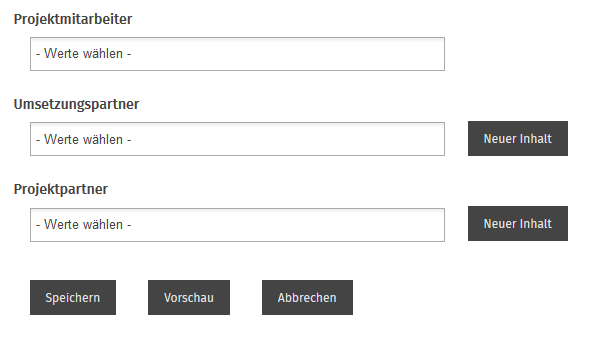 Projektmitarbeiter
- Werte wählen -
Umsetzungspartner
- Werte wählen -
Neuer Inhalt
Projektpartner
- Werte wählen -
Neuer Inhalt
Speichern
Vorschau
Abbrechen